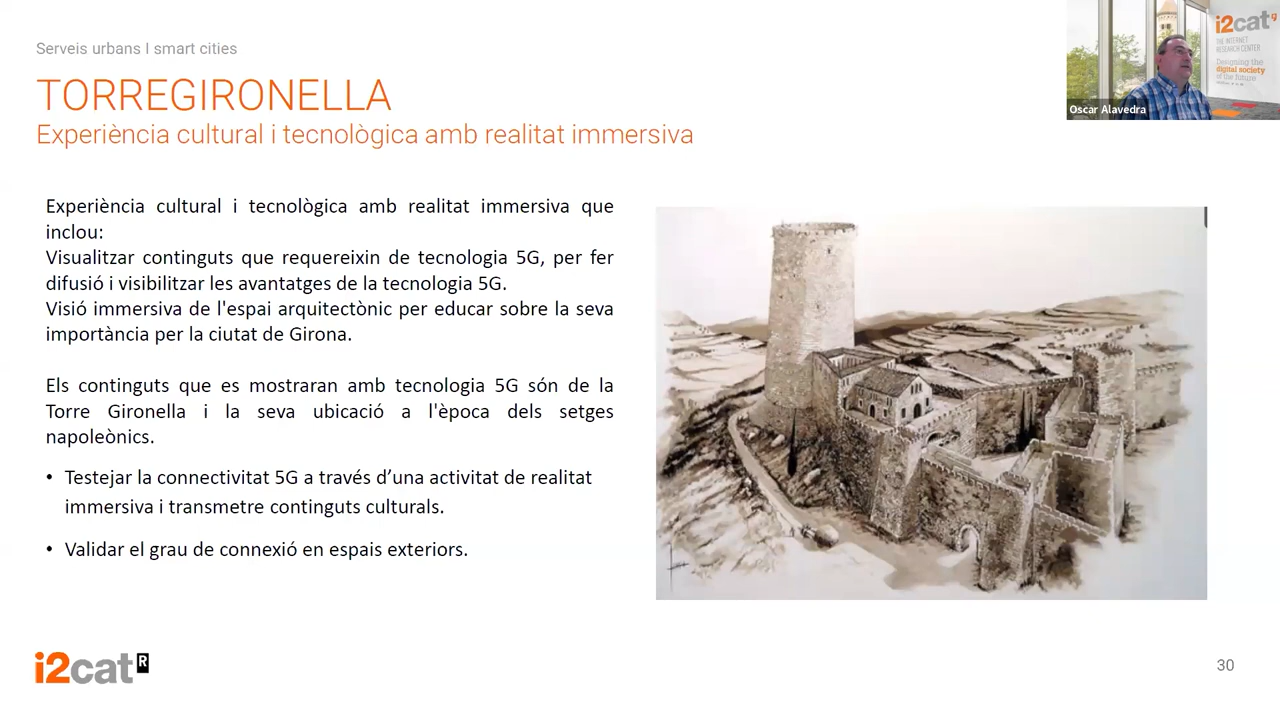 Serveis urbans I smart cities
TORREGIRONELLA
Experiència cultural i tecnològica amb realitat immersiva
i2cat
THE INTERNET
RESEARCH CENTER
Designing the
digital society
of the future
Oscar Alavedra
Experiència cultural i tecnològica amb realitat immersiva que
inclou:
Visualitzar continguts que requereixin de tecnologia 5G, per fer
difusió i visibilitzar les avantatges de la tecnologia 5G.
Visió immersiva de l'espai arquitectònic per educar sobre la seva
importància per la ciutat de Girona.
Els continguts que es mostraran amb tecnologia 5G són de la
Torre Gironella i la seva ubicació a l'època dels setges
napoleònics.
• Testejar la connectivitat 5G a través d’una activitat de realitat
immersiva i transmetre continguts culturals.
• Validar el grau de connexió en espais exteriors.
i2cat R
30